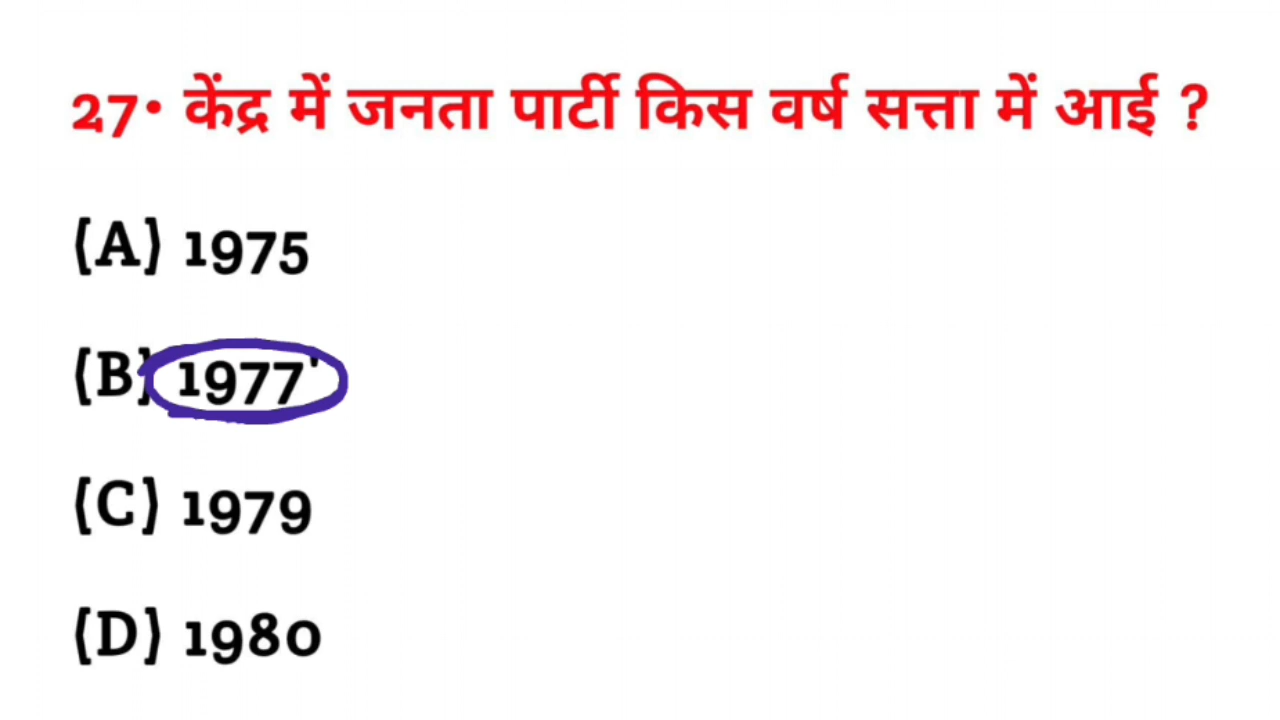 27• केंद्र में जनता पार्टी किस वर्ष सत्ता में आई ?
(A) 1975
(B) 1977'
(C) 1979
(D) 1980